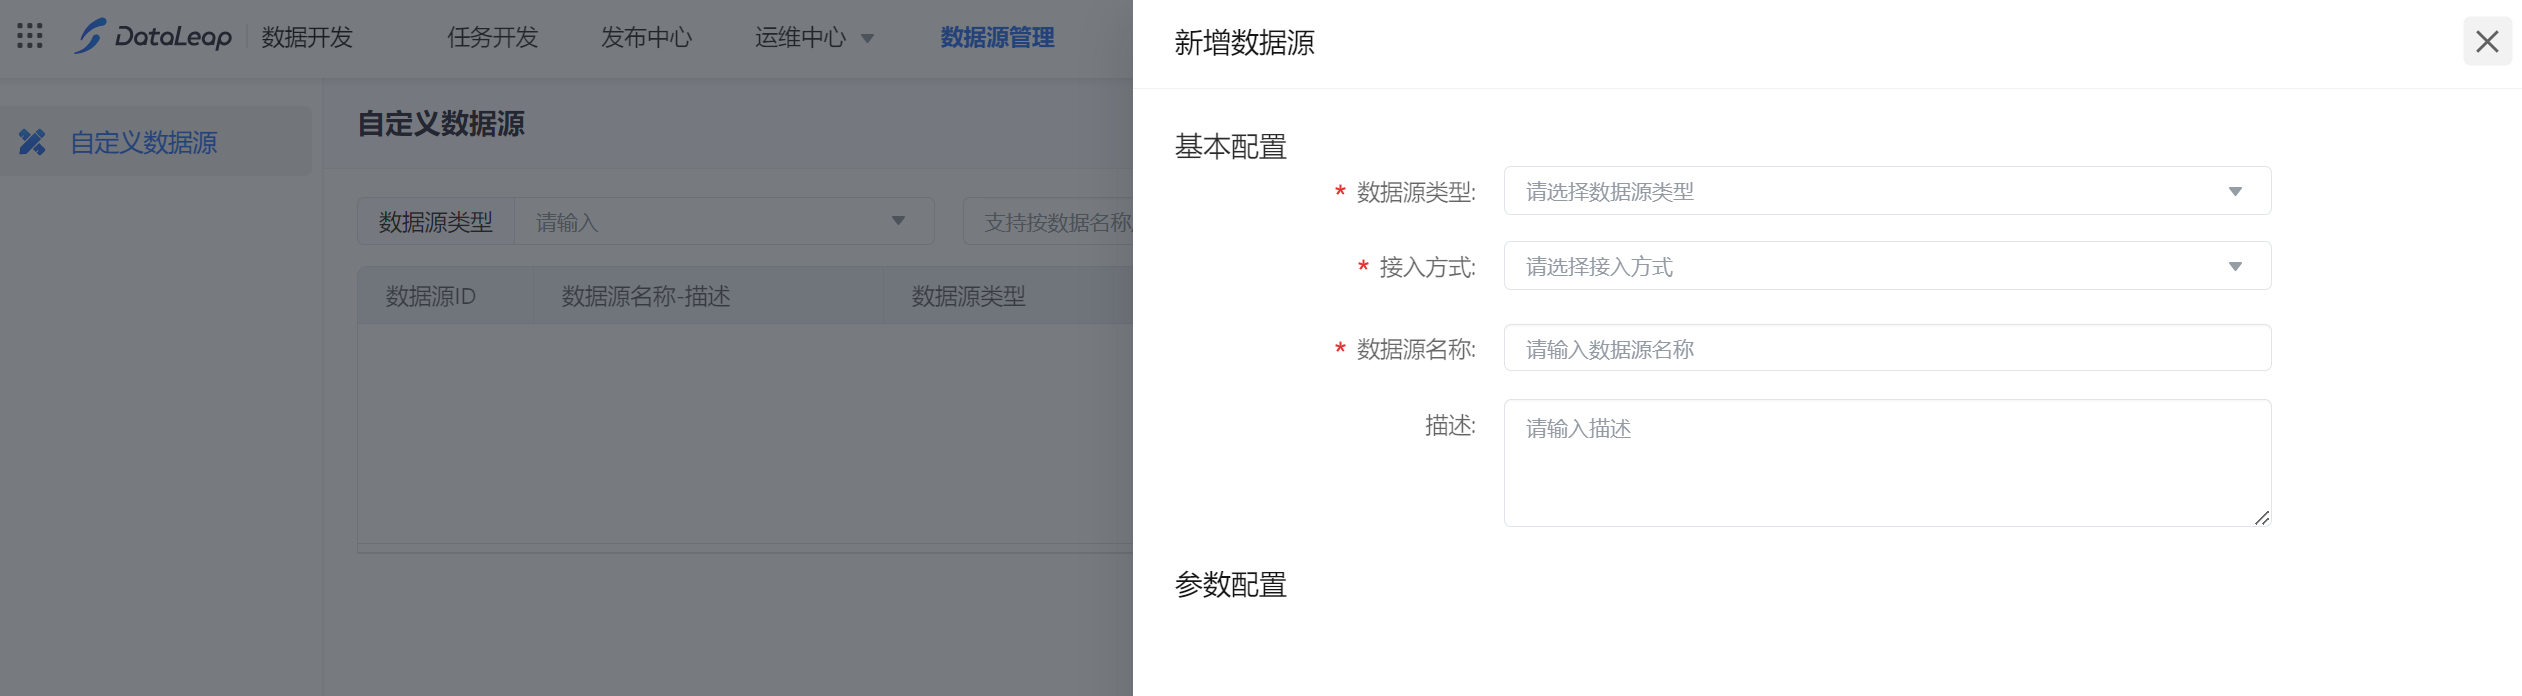 DataLeap 数据开发 任务开发 发布中心 运维中心 数据源管理
自定义数据源
自定义数据源
数据源类型 请输入 支持按数据名称
数据源ID 数据源名称-描述 数据源类型
新增数据源
基本配置
* 数据源类型: 请选择数据源类型
* 接入方式: 请选择接入方式
* 数据源名称: 请输入数据源名称
描述: 请输入描述
参数配置